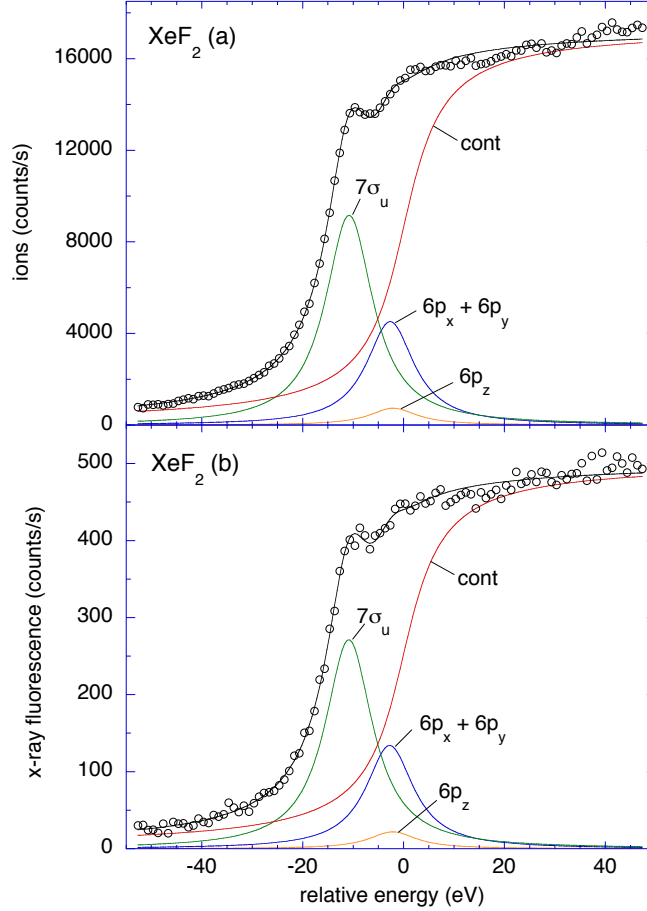 XeF2 (a)
16000
12000
8000
4000
0
ions (counts/s)
cont
7σu
6px + 6py
6pz
XeF2 (b)
500
400
300
200
100
0
x-ray fluorescence (counts/s)
cont
7σu
6px + 6py
6pz
-40 -20 0 20 40
relative energy (eV)